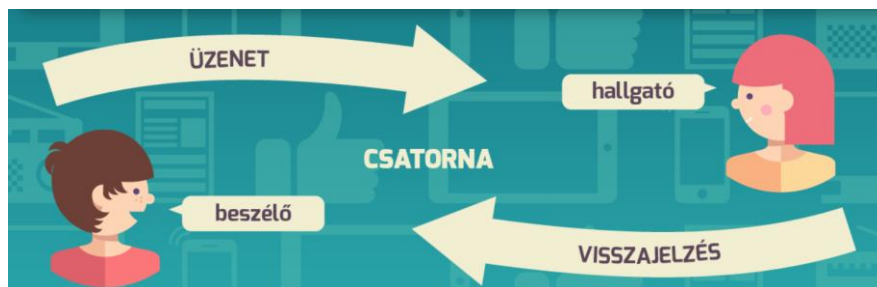 ÜZENET
hallgató
CSATORNA
beszélő
VISSZAJELZÉS